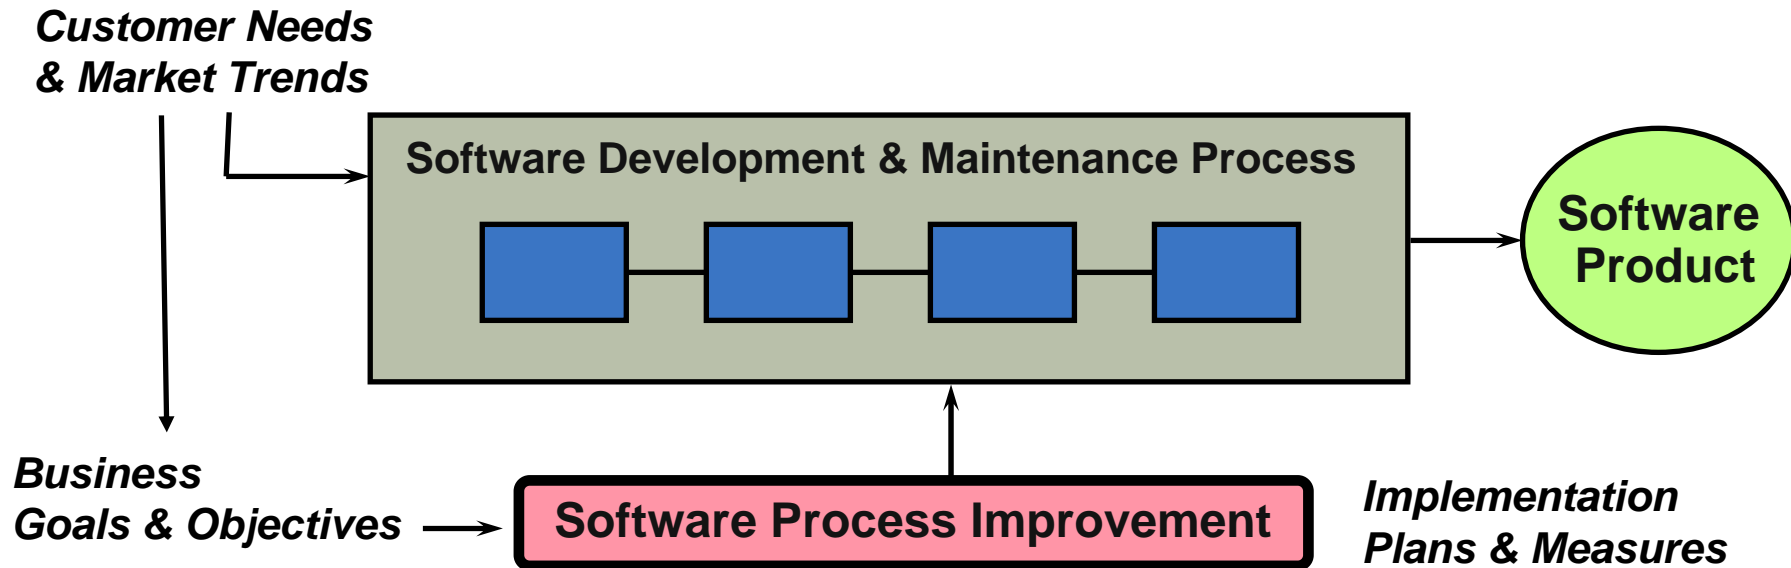 Customer Needs
& Market Trends
Software Development & Maintenance Process
Software
Product
Business
Goals & Objectives
Software Process Improvement
Implementation
Plans & Measures